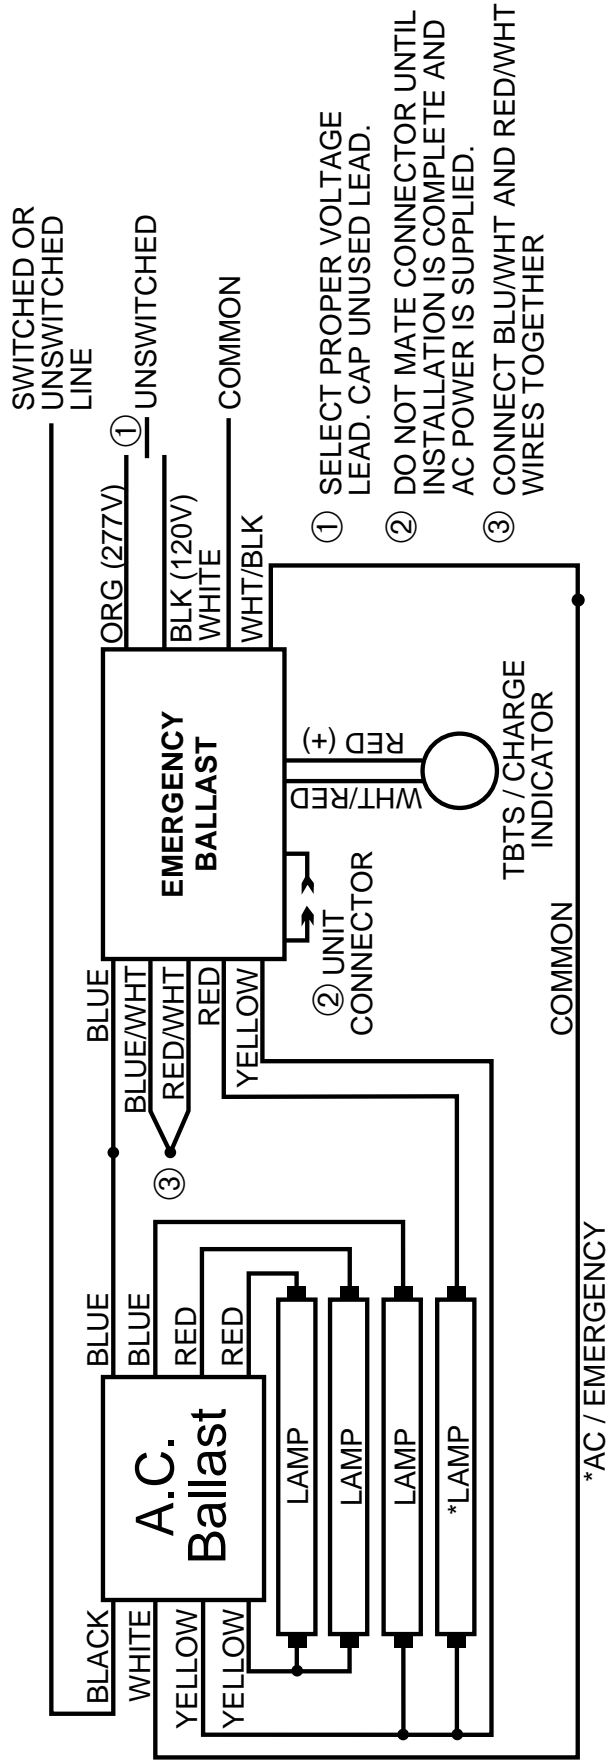 SWITCHED OR
UNSWITCHED
LINE
ORG (277V)
①
UNSWITCHED
BLK (120V)
WHITE
COMMON
WHT/BLK
EMERGENCY
BALLAST
BLUE
BLUE/WHT
RED/WHT
RED
YELLOW
③
② UNIT
CONNECTOR
WHT/RED
RED (+)
TBTS / CHARGE
INDICATOR
① SELECT PROPER VOLTAGE
LEAD. CAP UNUSED LEAD.
② DO NOT MATE CONNECTOR UNTIL
INSTALLATION IS COMPLETE AND
AC POWER IS SUPPLIED.
③ CONNECT BLU/WHT AND RED/WHT
WIRES TOGETHER
A.C.
Ballast
BLUE
BLUE
RED
RED
BLACK
WHITE
YELLOW
YELLOW
LAMP
LAMP
LAMP
*LAMP
COMMON
*AC / EMERGENCY